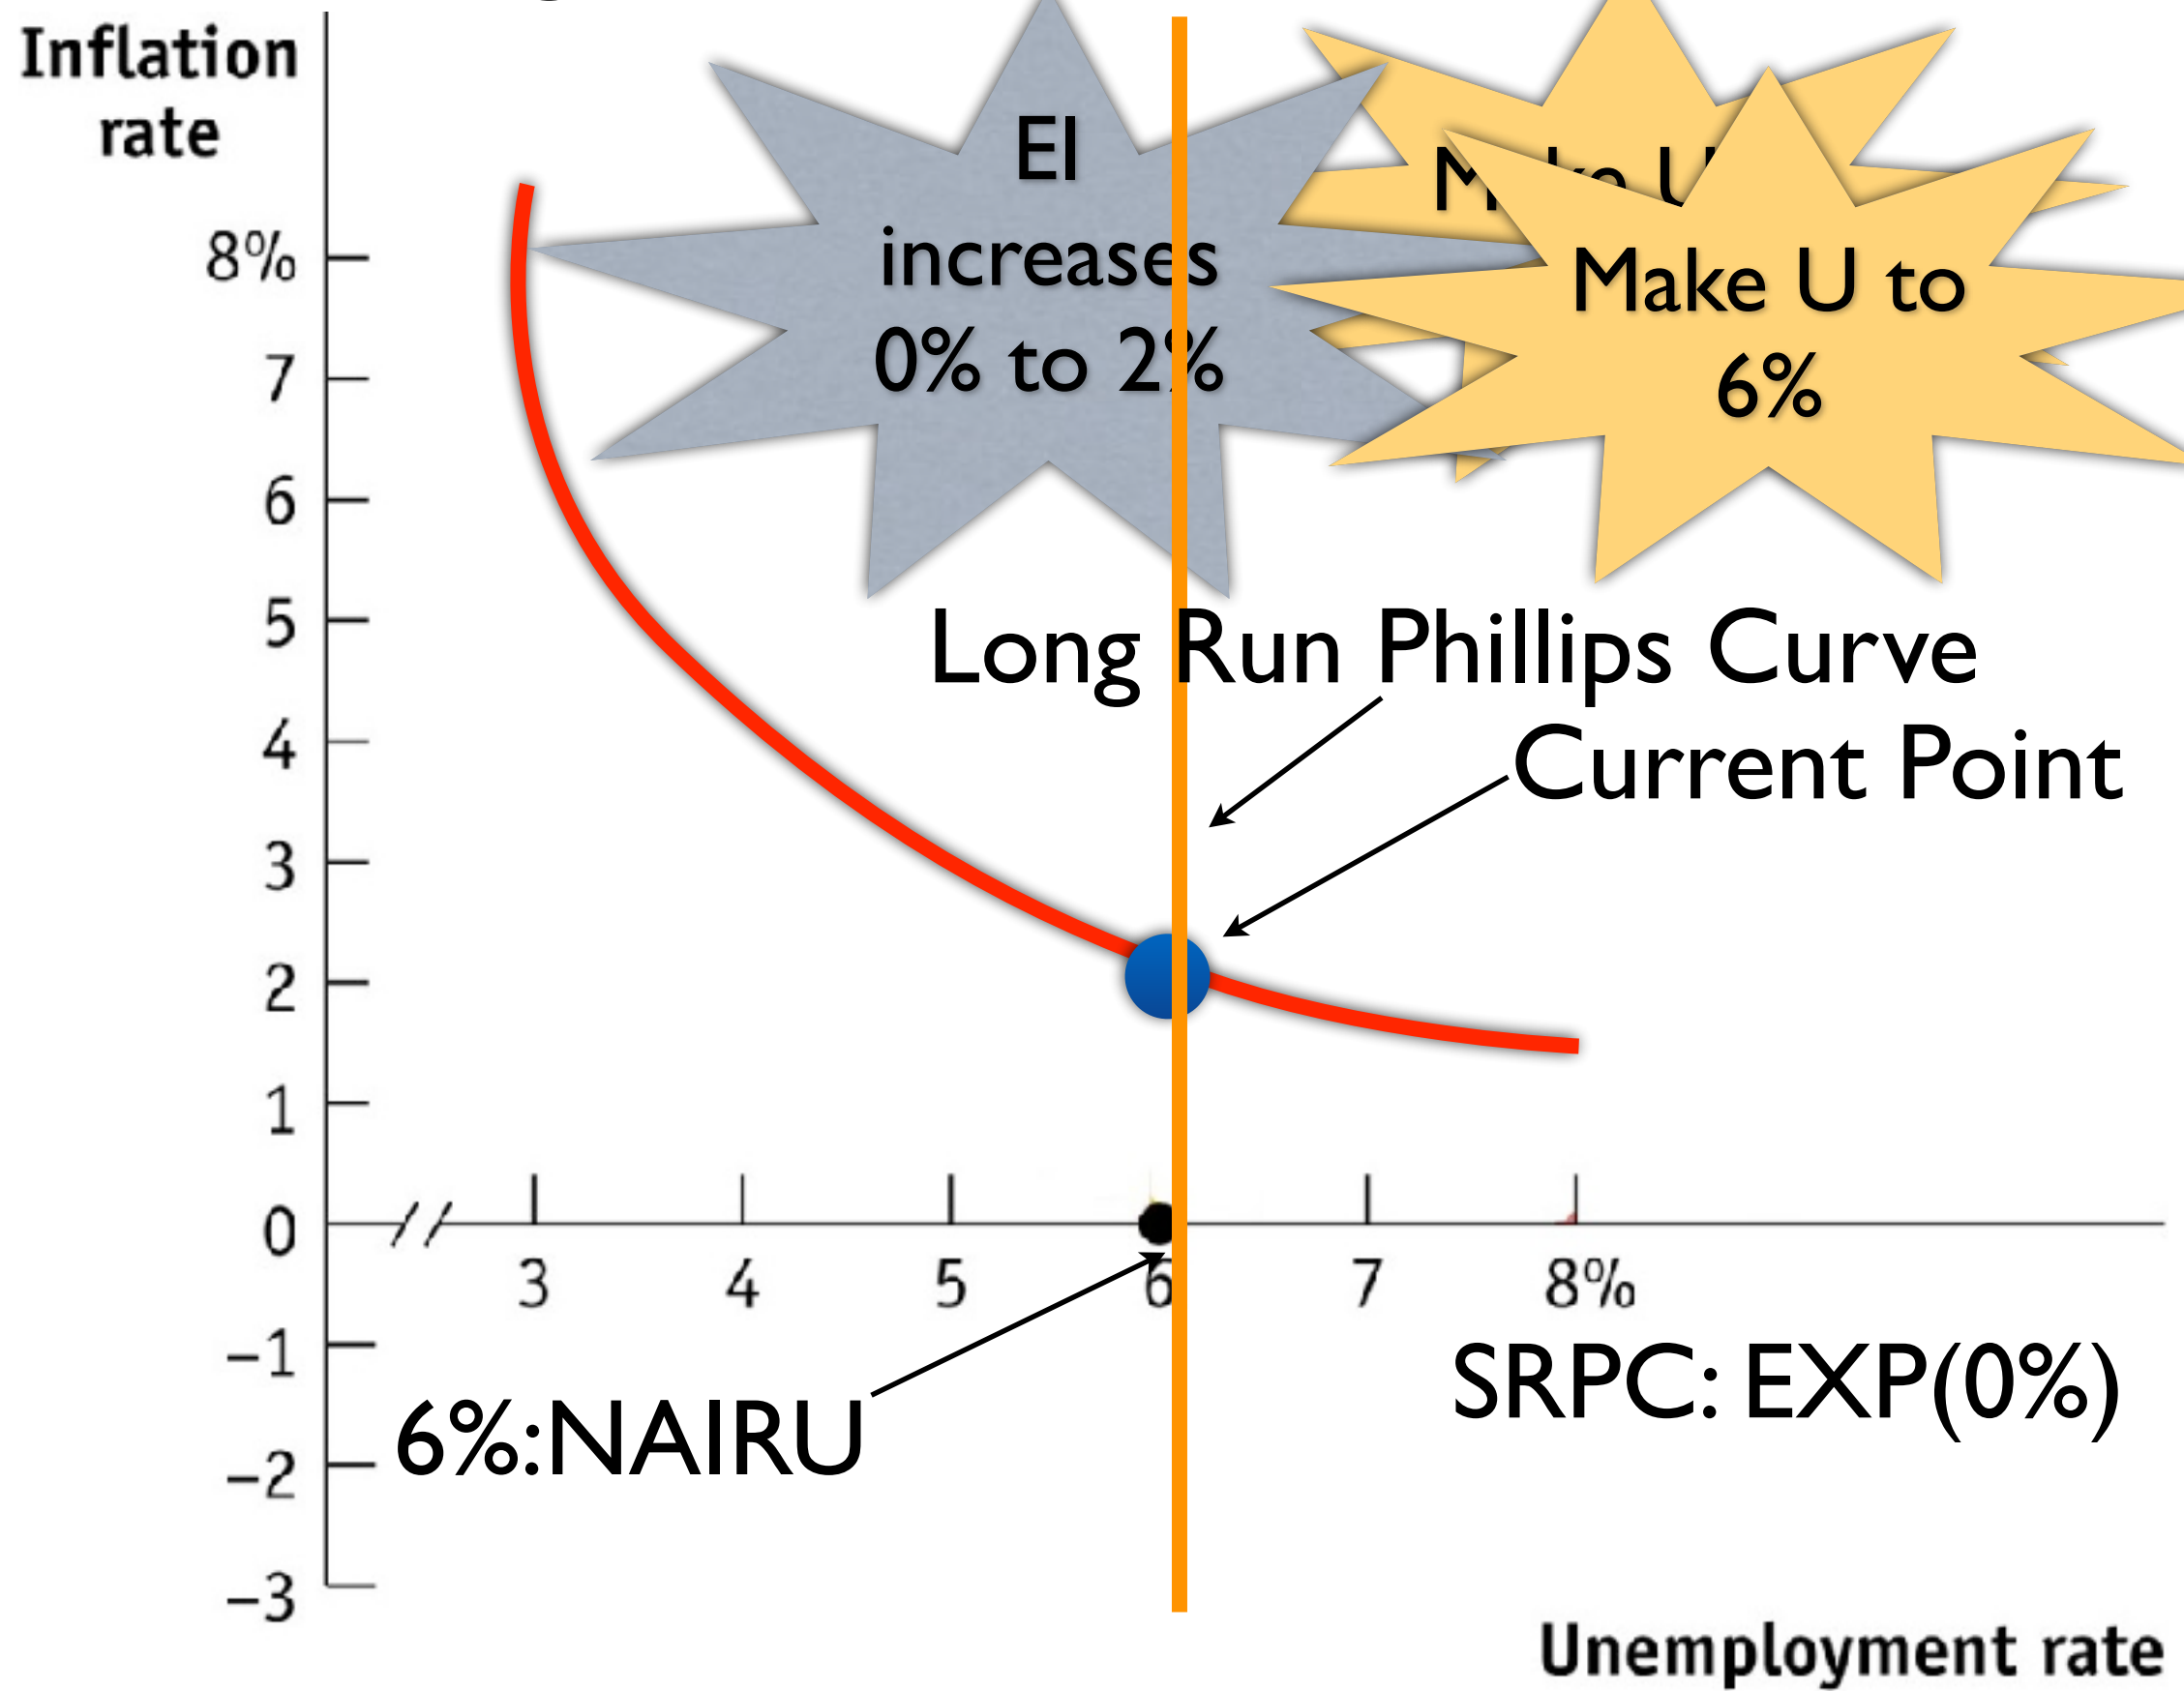 Inflation
rate
EI
increases
0% to 2%
Make U
Make U to
6%
8%
7
6
5
4
3
2
1
0
−1
−2
−3
Long Run Phillips Curve
Current Point
3
4
5
6
7
8%
6%:NAIRU
SRPC: EXP(0%)
Unemployment rate